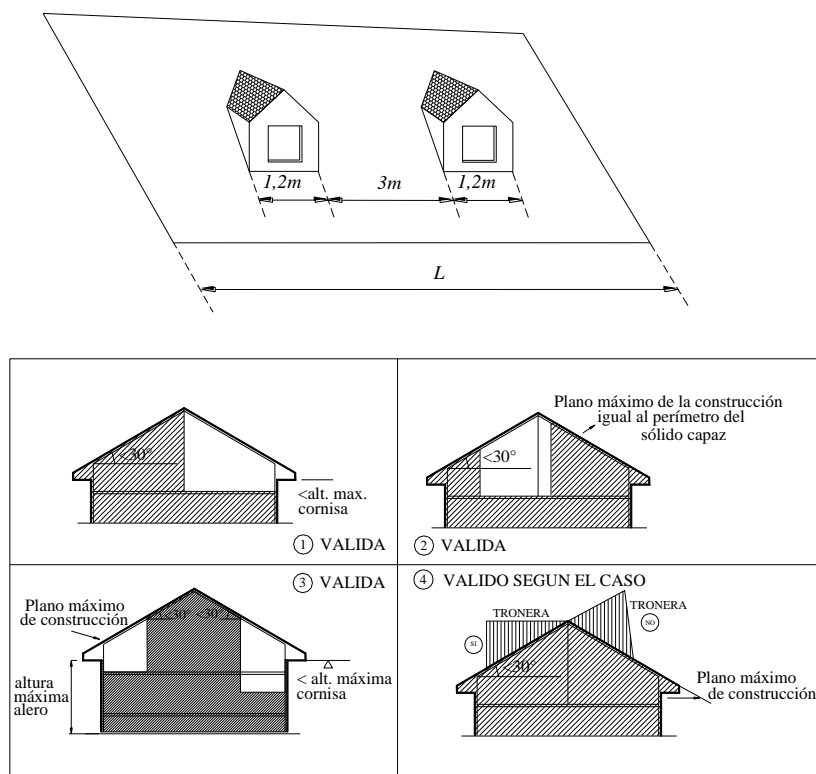 1,2m
3m
1,2m
L
<30°
<alt. max.
cornisa
1 VALIDA
Plano máximo de la construcción
igual al perímetro del
sólido capaz
<30°
2 VALIDA
3 VALIDA
Plano máximo
de construcción
<30° <30°
altura
máxima
alero
< alt. máxima
cornisa
4 VALIDO SEGUN EL CASO
TRONERA
TRONERA
SI
NO
<30°
Plano máximo
de construcción